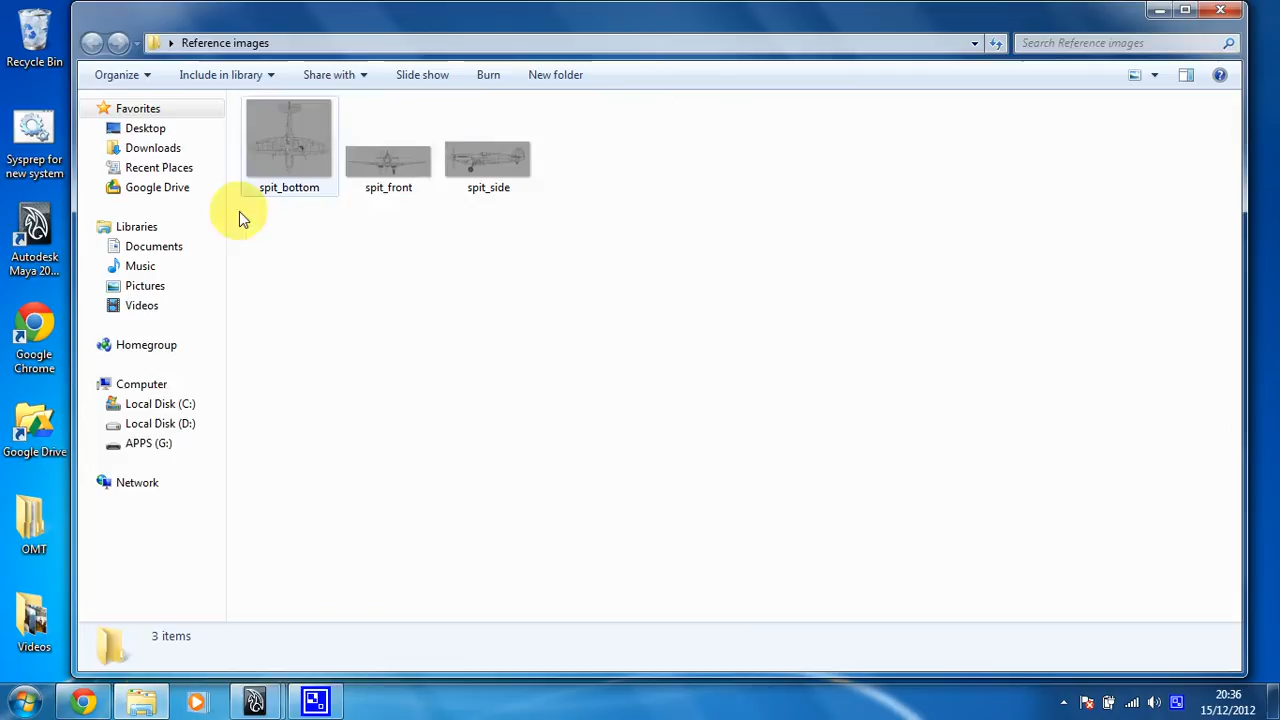 Recycle Bin
Sysprep for
new system
Autodesk
Maya 20...
Google
Chrome
Google Drive
OMT
Videos
Reference images
Search Reference images
Organize
Include in library
Share with
Slide show
Burn
New folder
Favorites
Desktop
Downloads
Recent Places
Google Drive
Libraries
Documents
Music
Pictures
Videos
Homegroup
Computer
Local Disk (C:)
Local Disk (D:)
APPS (G:)
Network
spit_bottom
spit_front
spit_side
3 items
20:36
15/12/2012